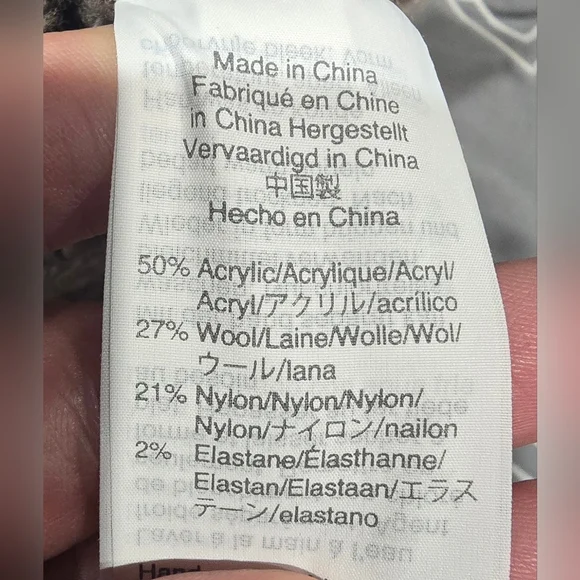 Made in China
Fabriqué en Chine
in China Hergestellt
Vervaardigd in China
中国製
Hecho en China
50% Acrylic/Acrylique/Acryl/
Acryl/アクリル/acrílico
27% Wool/Laine/Wolle/Wol/
ウール/lana
21% Nylon/Nylon/Nylon/
Nylon/ナイロン/nailon
2% Elastane/Élasthanne/
Elastan/Elastaan/エラス
テーン/elastano